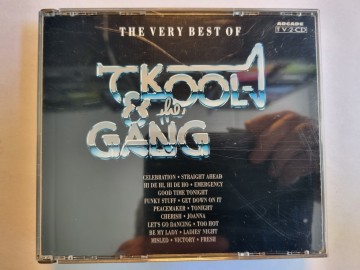 THE VERY BEST OF
ARCADE
TV-2-CD
KOOL
& the
GANG
CELEBRATION • STRAIGHT AHEAD
HI DE HI, HI DE HO • EMERGENCY
GOOD TIME TONIGHT
FUNKY STUFF • GET DOWN ON IT
PEACEMAKER • TONIGHT
CHERISH • JOANNA
LET'S GO DANCING • TOO HOT
BE MY LADY • LADIES' NIGHT
MISLED • VICTORY • FRESH